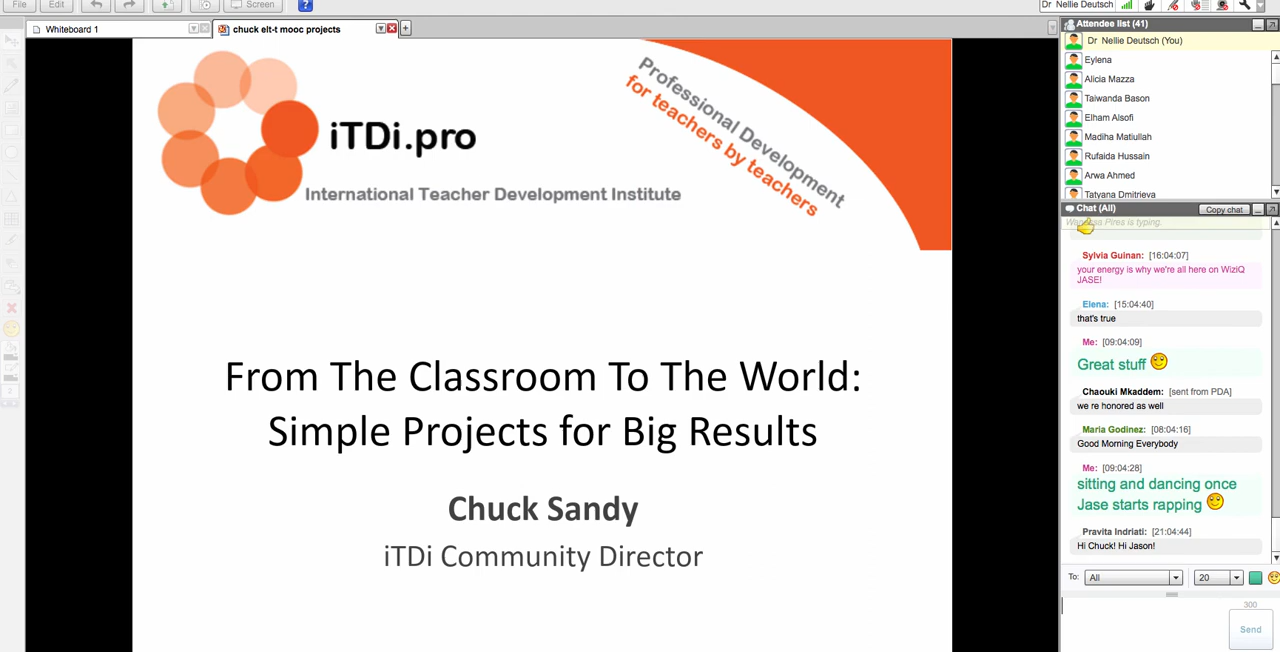 File
Edit
Screen
?
Dr Nellie Deutsch
Whiteboard 1
chuck elt-t mooc projects
iTDi.pro
International Teacher Development Institute
Professional Development
for teachers by teachers
From The Classroom To The World:
Simple Projects for Big Results
Chuck Sandy
iTDi Community Director
Attendee list (41)
Dr Nellie Deutsch (You)
Eylena
Alicia Mazza
Taiwanda Bason
Elham Alsofi
Madiha Matiullah
Rufaida Hussain
Arwa Ahmed
Tatyana Dmitrieva
Chat (All)
Copy chat
Pires is typing.
Sylvia Guinan: [16:04:07]
your energy is why we're all here on WiziQ
JASE!
Elena: [15:04:40]
that's true
Me: [09:04:09]
Great stuff
Chaouki Mkaddem: [sent from PDA]
we re honored as well
Maria Godinez: [08:04:16]
Good Morning Everybody
Me: [09:04:28]
sitting and dancing once
Jase starts rapping
Pravita Indriati: [21:04:44]
Hi Chuck! Hi Jason!
To: All 20
300
Send